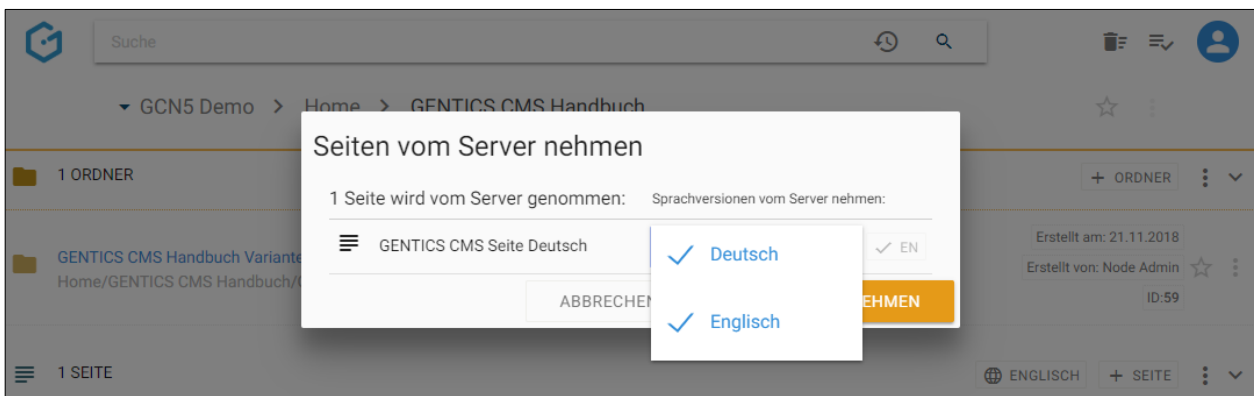 Suche
GCN5 Demo > Home > GENTICS CMS Handbuch
Seiten vom Server nehmen
1 ORDNER
+ ORDNER
1 Seite wird vom Server genommen: Sprachversionen vom Server nehmen:
GENTICS CMS Seite Deutsch
Deutsch
EN
Englisch
GENTICS CMS Handbuch Variante
Home/GENTICS CMS Handbuch/
Erstellt am: 21.11.2018
Erstellt von: Node Admin
ID:59
ABBRECHEN
EHMEN
1 SEITE
ENGLISCH + SEITE